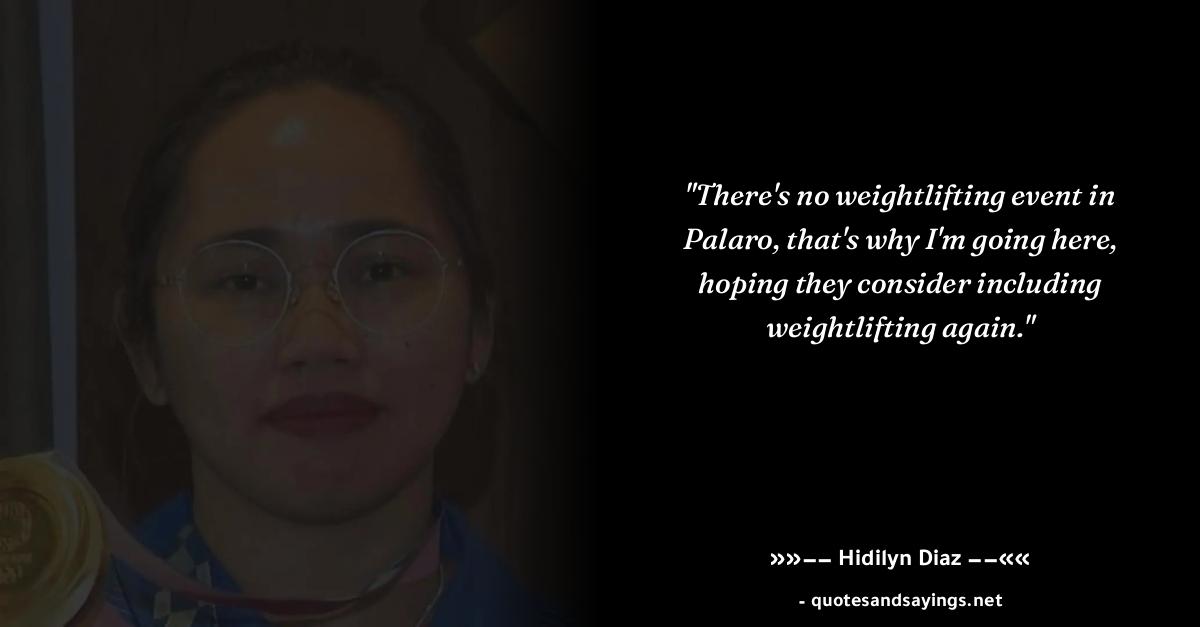 "There's no weightlifting event in
Palaro, that's why I'm going here,
hoping they consider including
weightlifting again."
»»−− Hidilyn Diaz −−««
- quotesandsayings.net